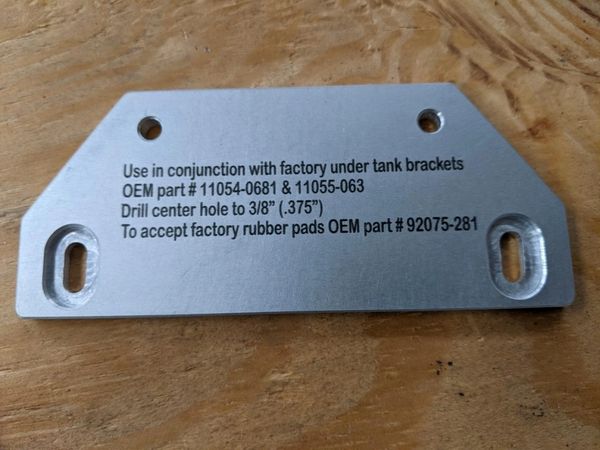 Use in conjunction with factory under tank brackets
OEM part # 11054-0681 & 11055-063
Drill center hole to 3/8” (.375”)
To accept factory rubber pads OEM part # 92075-281